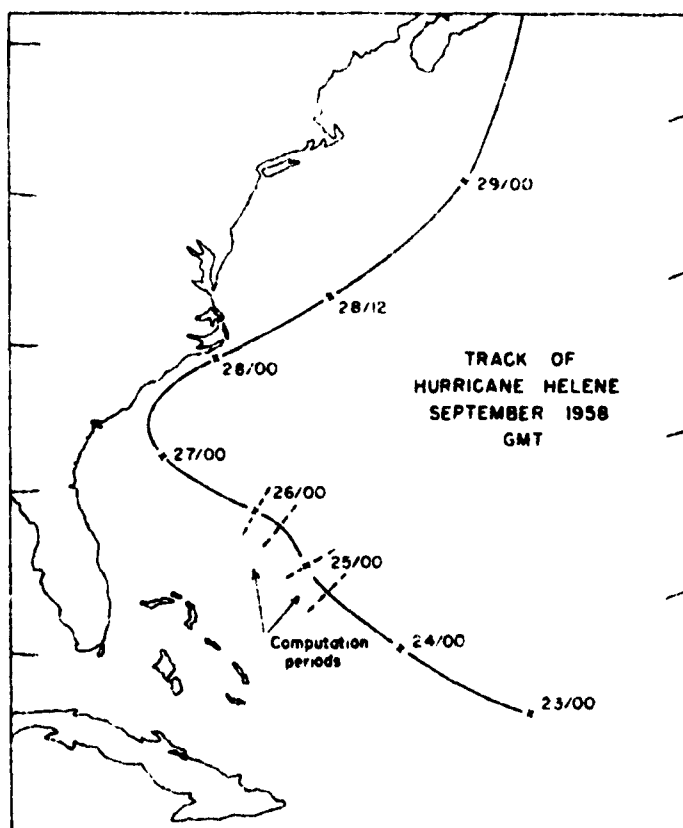 29/00
28/12
28/00
TRACK OF
HURRICANE HELENE
SEPTEMBER 1958
GMT
27/00
26/00
25/00
Computation
periods
24/00
23/00